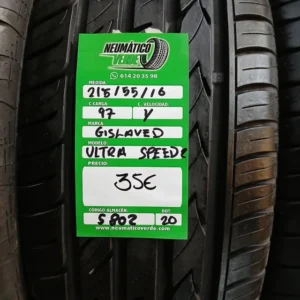 NEUMÁTICO
VERDE
614 20 35 98
MEDIDA
215/55/16
C. CARGA C. VELOCIDAD
97 Y
MARCA
GISLAVED
MODELO
ULTRA SPEED2
PRECIO
35€
CÓDIGO ALMACÉN DOT
5802 20
www.neumaticoverde.com